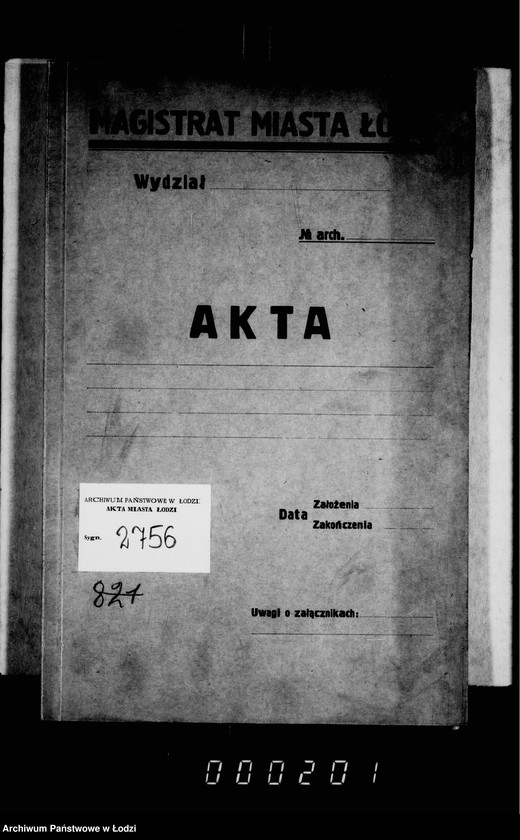 MAGISTRAT MIASTA ŁO
Wydział
№ arch.
AKTA
ARCHIWUM PAŃSTWOWE W ŁODZI
AKTA MIASTA ŁODZI
Sygn. 2756
821
Data
Założenia
Zakończenia
Uwagi o załącznikach:
000201
Archiwum Państwowe w Łodzi